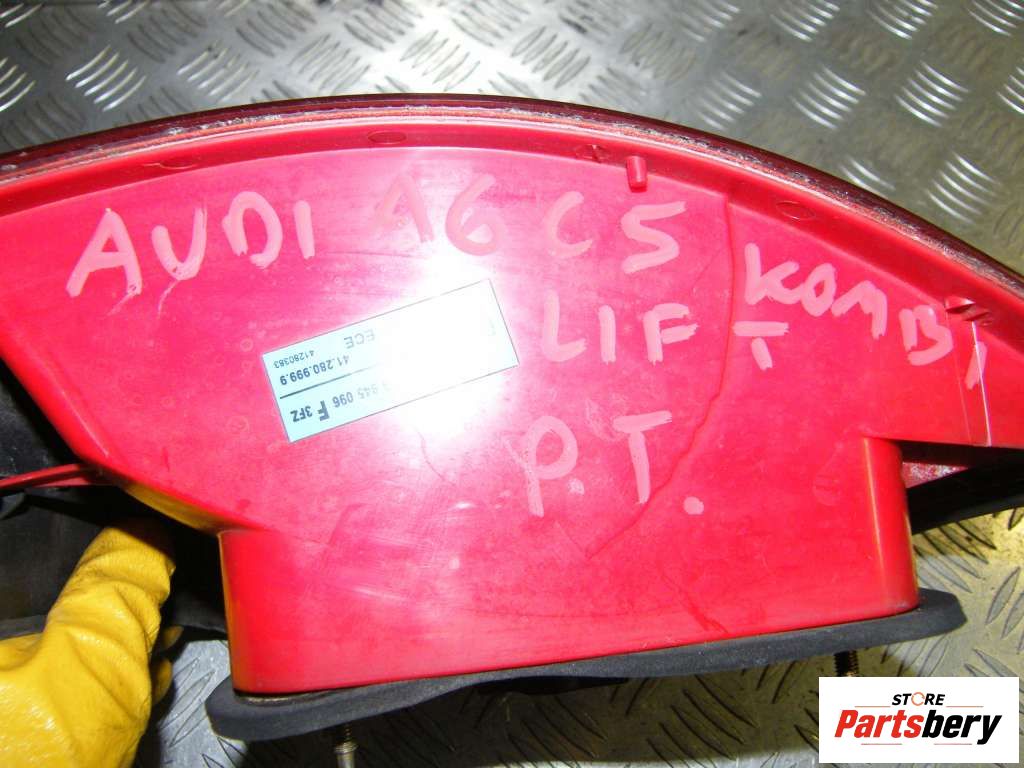 AUDI A6 C5 KOMBI
LIFT
P.T.
ECE
41280383
41.280.999.9
945 096 F 3FZ
STORE
Partsbery